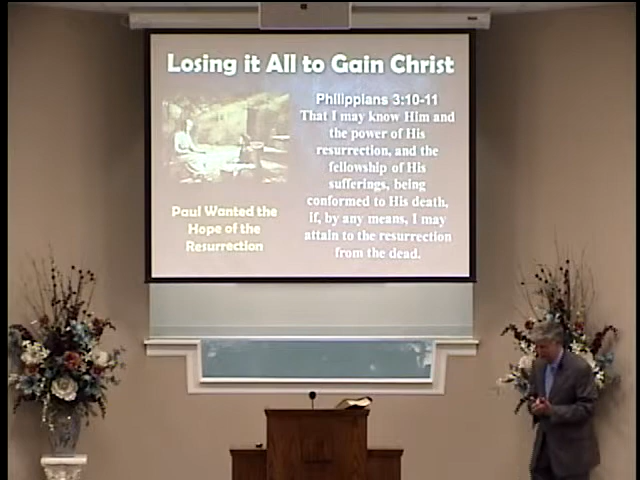 Losing it All to Gain Christ
Philippians 3:10-11
That I may know Him and
the power of His
resurrection, and the
fellowship of His
sufferings, being
conformed to His death,
if, by any means, I may
attain to the resurrection
from the dead.
Paul Wanted the
Hope of the
Resurrection